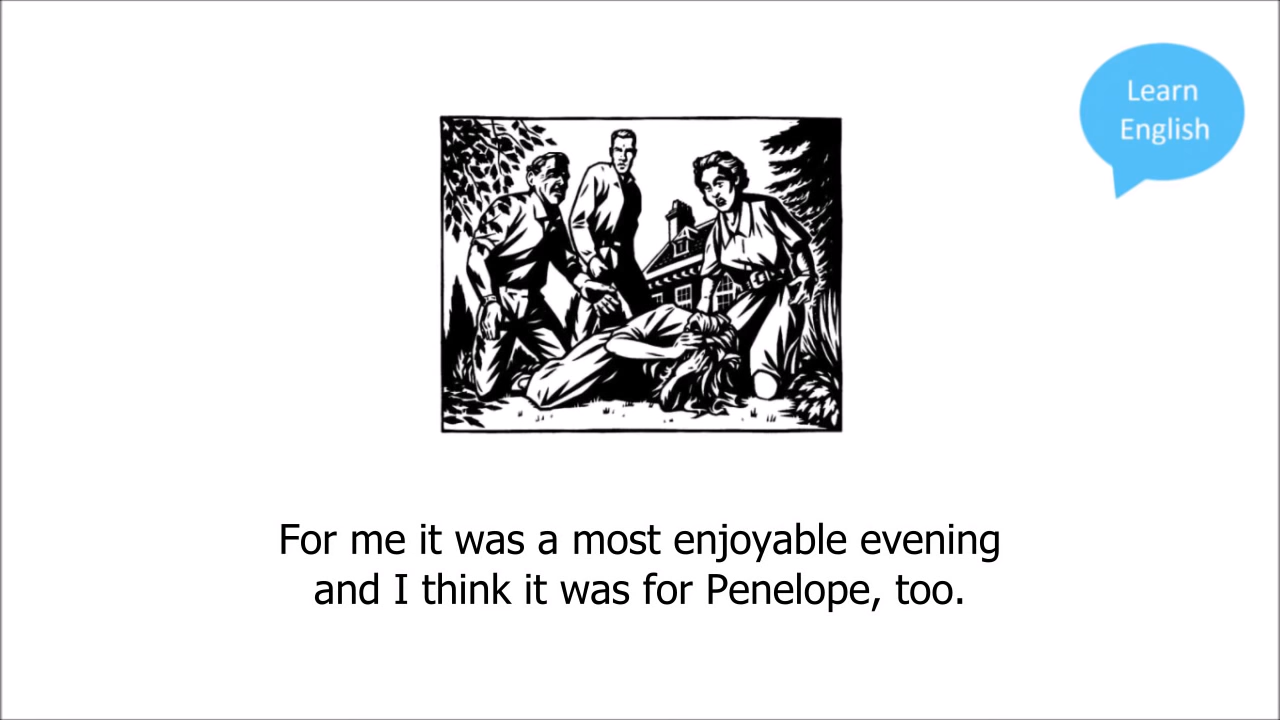 Learn
English
For me it was a most enjoyable evening
and I think it was for Penelope, too.